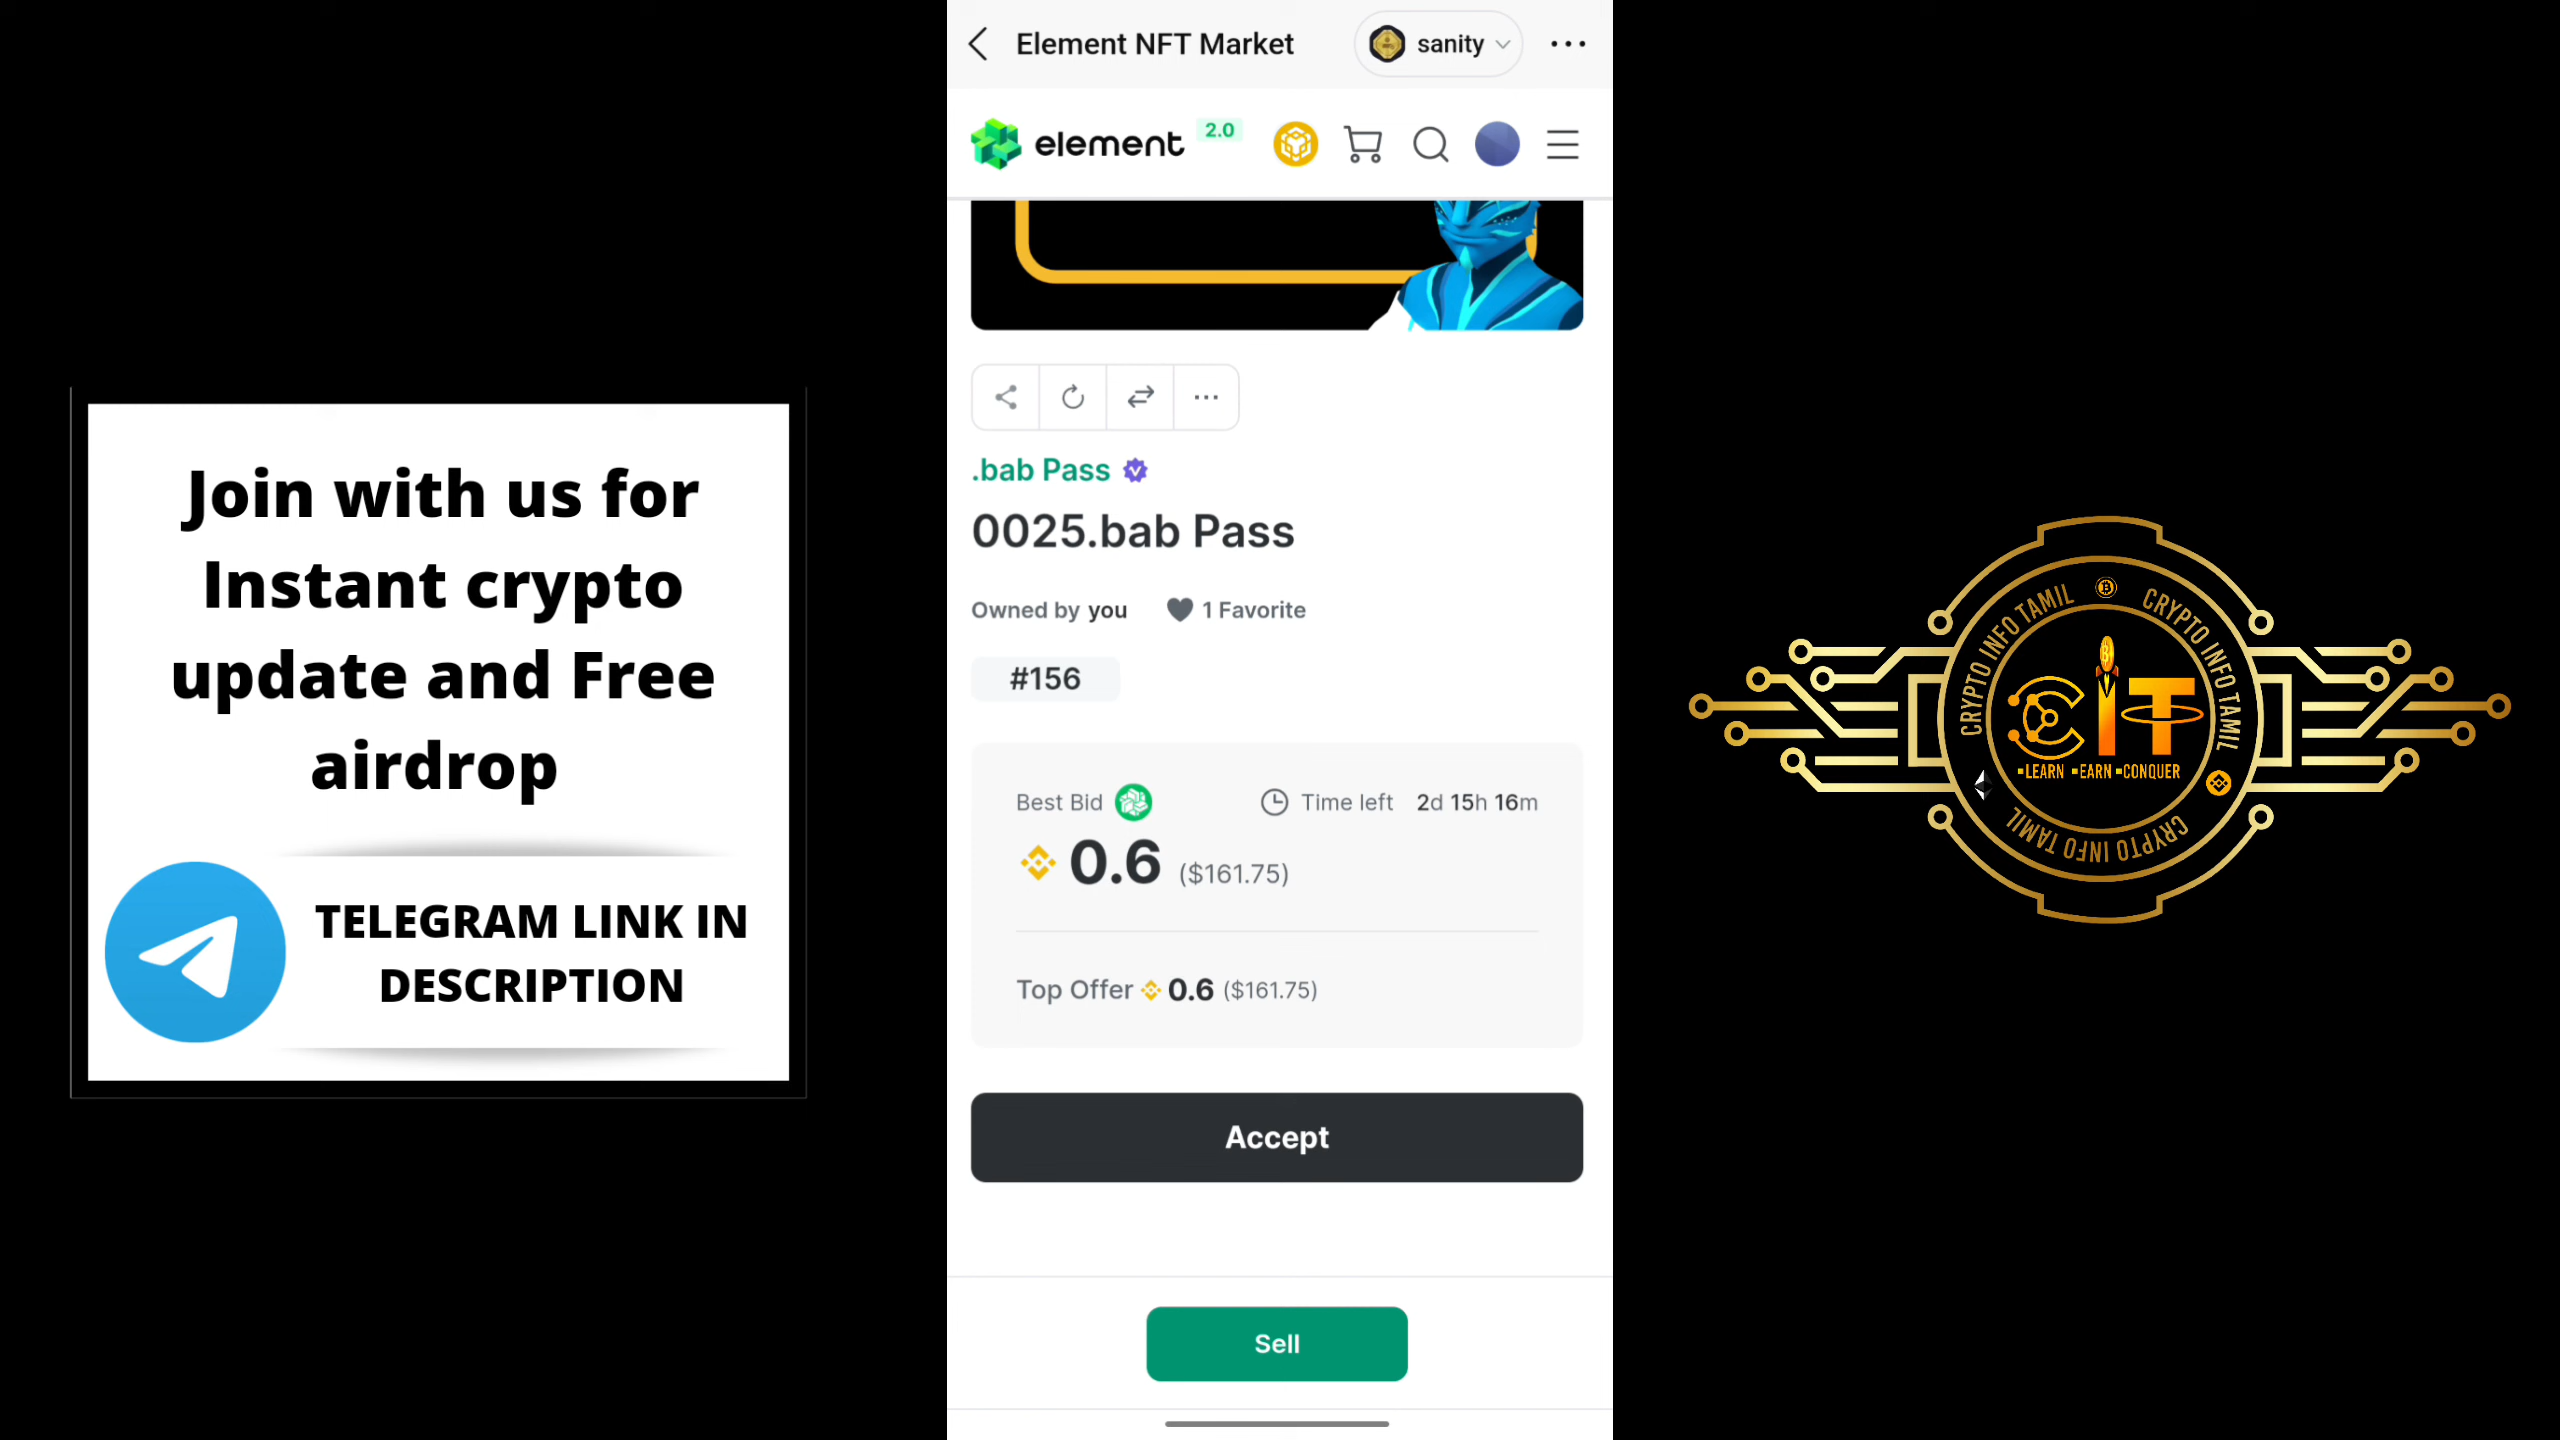 Join with us for
Instant crypto
update and Free
airdrop
TELEGRAM LINK IN
DESCRIPTION
Element NFT Market
sanity
element 2.0
.bab Pass
0025.bab Pass
Owned by you
1 Favorite
#156
Best Bid
Time left 2d 15h 16m
0.6 ($161.75)
Top Offer 0.6 ($161.75)
Accept
Sell
CRYPTO INFO TAMIL
CRYPTO INFO TAMIL
CRYPTO INFO TAMIL
CIT
▪LEARN ▪EARN ▪CONQUER